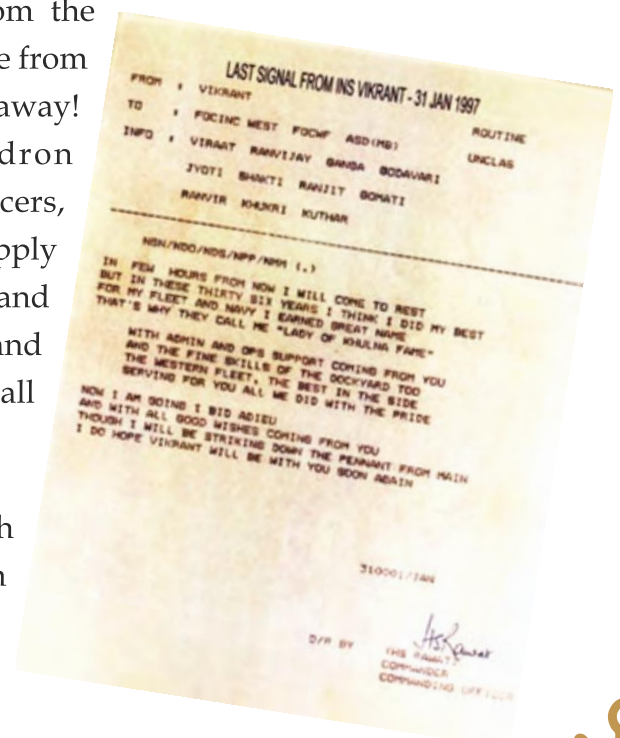 om the
e from
away!
dron
cers,
pply
and
and
all
h
n
LAST SIGNAL FROM INS VIKRANT - 31 JAN 1997
FROM : VIKRANT
ROUTINE
TO : FOCINC WEST FOCWF ASD(MB)
UNCLAS
INFO : VIRAAT RANVIJAY GANGA GODAVARI
JYOTI SHAKTI RANJIT GOMATI
RANVIR KHUKRI KUTHAR
NSN/NDO/NDS/NPP/NMM (.)
IN FEW HOURS FROM NOW I WILL COME TO REST
BUT IN THESE THIRTY SIX YEARS I THINK I DID MY BEST
FOR MY FLEET AND NAVY I EARNED GREAT NAME
THAT'S WHY THEY CALL ME "LADY OF KHULNA FAME"
WITH ADMIN AND OPS SUPPORT COMING FROM YOU
AND THE FINE SKILLS OF THE DOCKYARD TOO
THE WESTERN FLEET, THE BEST IN THE SIDE
SERVING FOR YOU ALL WE DID WITH THE PRIDE
NOW I AM GOING I BID ADIEU
AND WITH ALL GOOD WISHES COMING FROM YOU
THOUGH I WILL BE STRIKING DOWN THE PENNANT FROM MAIN
I DO HOPE VIKRANT WILL BE WITH YOU SOON AGAIN
310001/JAN
HSRawat
D/R BY
(HS RAWAT)
COMMANDER
COMMANDING OFFICER